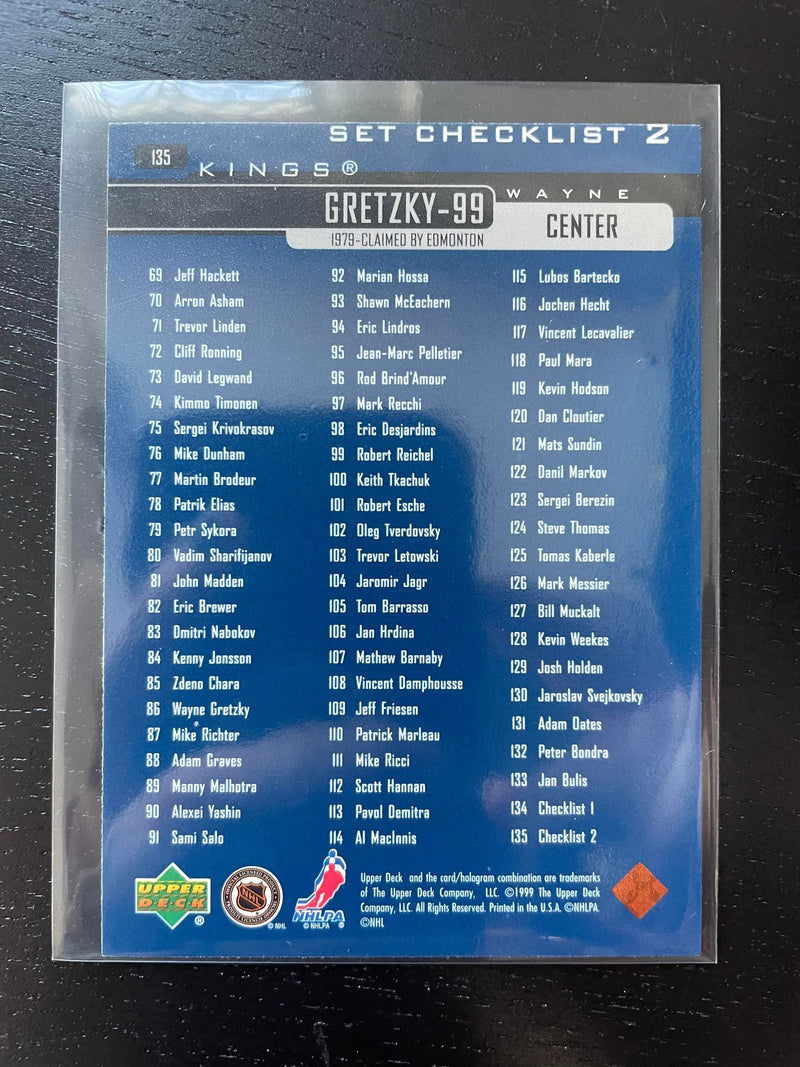 SET CHECKLIST 2
135
KINGS®
WAYNE
GRETZKY-99
CENTER
1979-CLAIMED BY EDMONTON
69 Jeff Hackett
70 Arron Asham
71 Trevor Linden
72 Cliff Ronning
73 David Legwand
74 Kimmo Timonen
75 Sergei Krivokrasov
76 Mike Dunham
77 Martin Brodeur
78 Patrik Elias
79 Petr Sykora
80 Vadim Sharifijanov
81 John Madden
82 Eric Brewer
83 Dmitri Nabokov
84 Kenny Jonsson
85 Zdeno Chara
86 Wayne Gretzky
87 Mike Richter
88 Adam Graves
89 Manny Malhotra
90 Alexei Yashin
91 Sami Salo
92 Marian Hossa
93 Shawn McEachern
94 Eric Lindros
95 Jean-Marc Pelletier
96 Rod Brind'Amour
97 Mark Recchi
98 Eric Desjardins
99 Robert Reichel
100 Keith Tkachuk
101 Robert Esche
102 Oleg Tverdovsky
103 Trevor Letowski
104 Jaromir Jagr
105 Tom Barrasso
106 Jan Hrdina
107 Mathew Barnaby
108 Vincent Damphousse
109 Jeff Friesen
110 Patrick Marleau
111 Mike Ricci
112 Scott Hannan
113 Pavol Demitra
114 Al MacInnis
115 Lubos Bartecko
116 Jochen Hecht
117 Vincent Lecavalier
118 Paul Mara
119 Kevin Hodson
120 Dan Cloutier
121 Mats Sundin
122 Danil Markov
123 Sergei Berezin
124 Steve Thomas
125 Tomas Kaberle
126 Mark Messier
127 Bill Muckalt
128 Kevin Weekes
129 Josh Holden
130 Jaroslav Svejkovsky
131 Adam Oates
132 Peter Bondra
133 Jan Bulis
134 Checklist 1
135 Checklist 2
UPPER
DECK
®
NHL
©NHL
NHLPA
©NHLPA ®
Upper Deck and the card/hologram combination are trademarks
of The Upper Deck Company, LLC. ©1999 The Upper Deck
Company, LLC. All Rights Reserved. Printed in the U.S.A. ©NHLPA.
©NHL